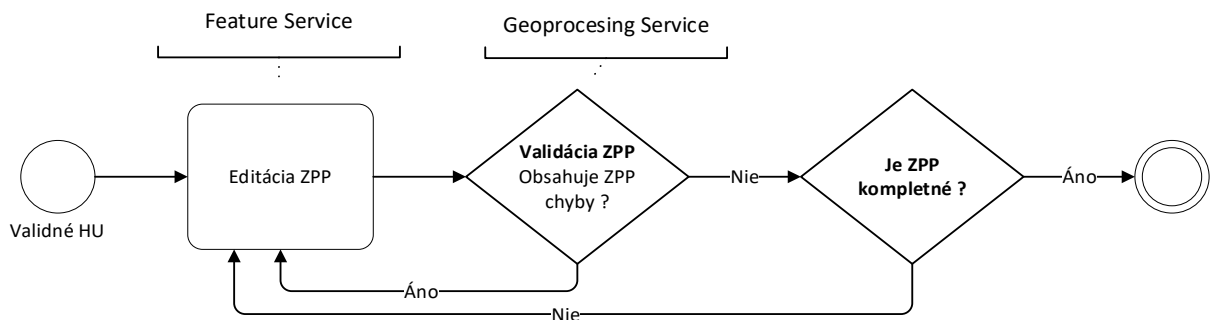 Feature Service
Geoprocesing Service
Validné HU
Editácia ZPP
Validácia ZPP
Obsahuje ZPP
chyby ?
Nie
Je ZPP
kompletné ?
Áno
Áno
Nie